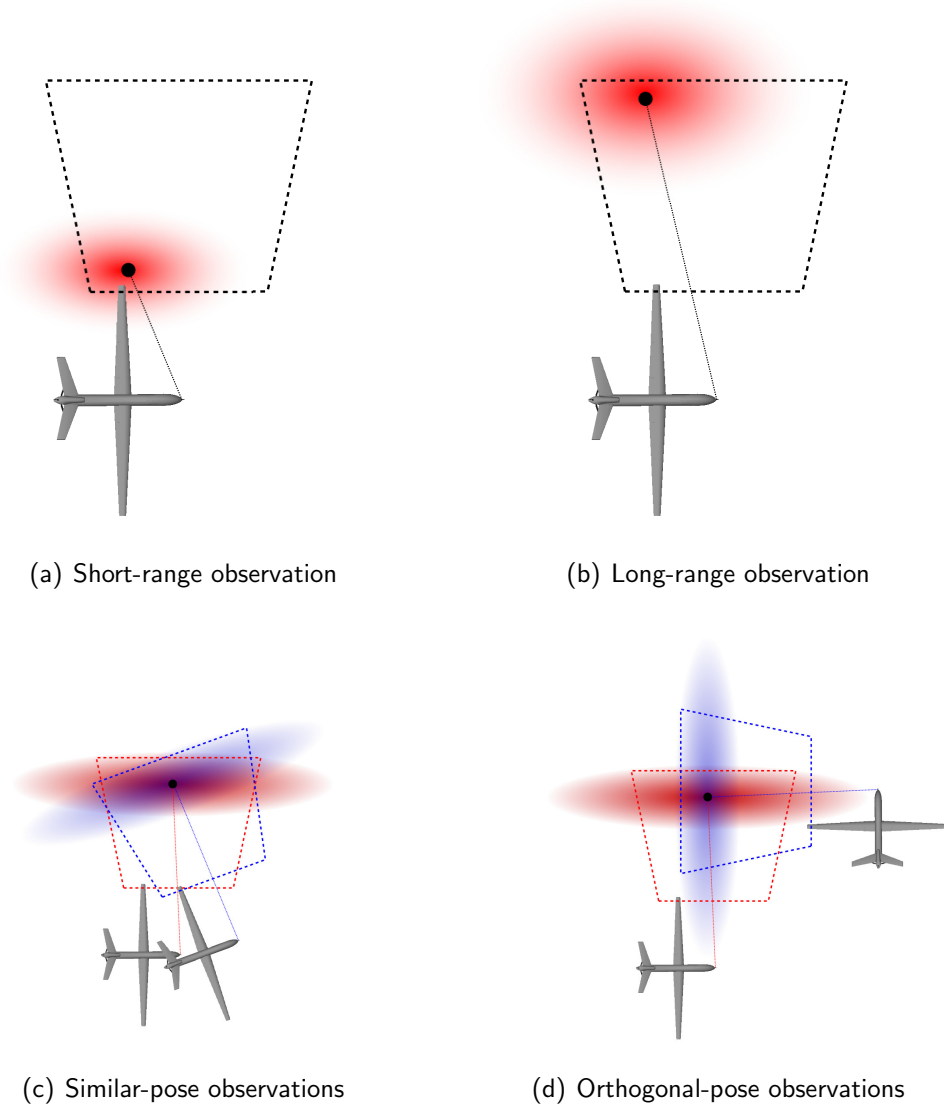 (a) Short-range observation
(b) Long-range observation
(c) Similar-pose observations
(d) Orthogonal-pose observations